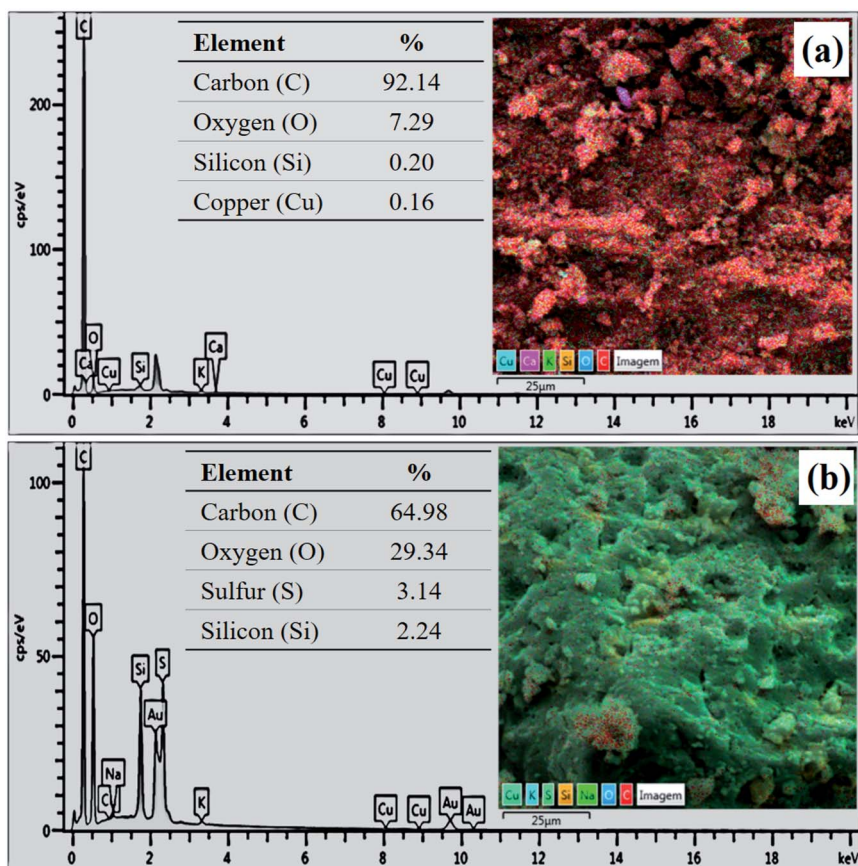 (a)
Element %
Carbon (C) 92.14
Oxygen (O) 7.29
Silicon (Si) 0.20
Copper (Cu) 0.16
cps/eV
200
100
0
C
O
Ca
Cu
Si
K
Ca
Cu
Cu
Cu Ca K Si O C Imagem
25µm
0 2 4 6 8 10 12 14 16 18 keV
(b)
Element %
Carbon (C) 64.98
Oxygen (O) 29.34
Sulfur (S) 3.14
Silicon (Si) 2.24
cps/eV
100
50
0
C
O
C
Na
Si
Au
S
K
Cu
Cu
Au
Au
Cu K S Si Na O C Imagem
25µm
0 2 4 6 8 10 12 14 16 18 keV